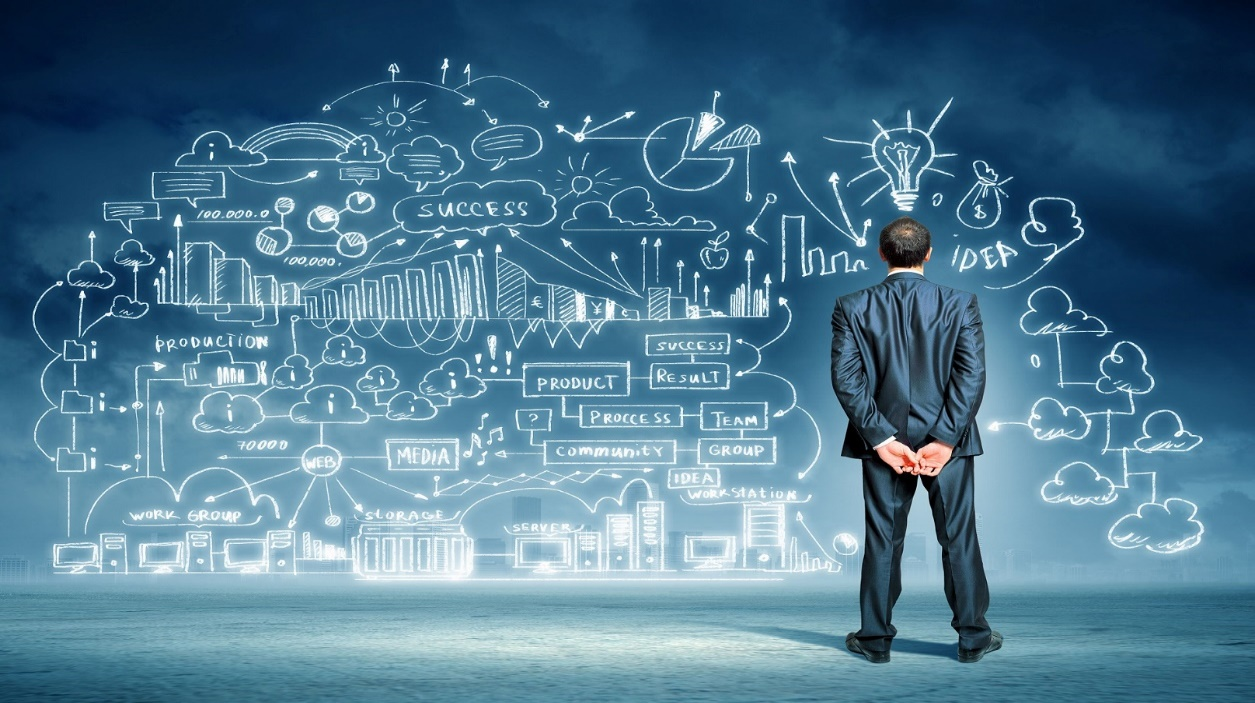 SUCCESS
100.000.0
100,000.
£
¥
€
$
iDEA
PRODUCTION
SUCCESS
RESULT
PRODUCT
PROCCESS
TEAM
?
70000
WEB
MEDIA
COMMUNITY
GROUP
IDEA
WORKSTATION
WORK GROUP
STORAGE
SERVER